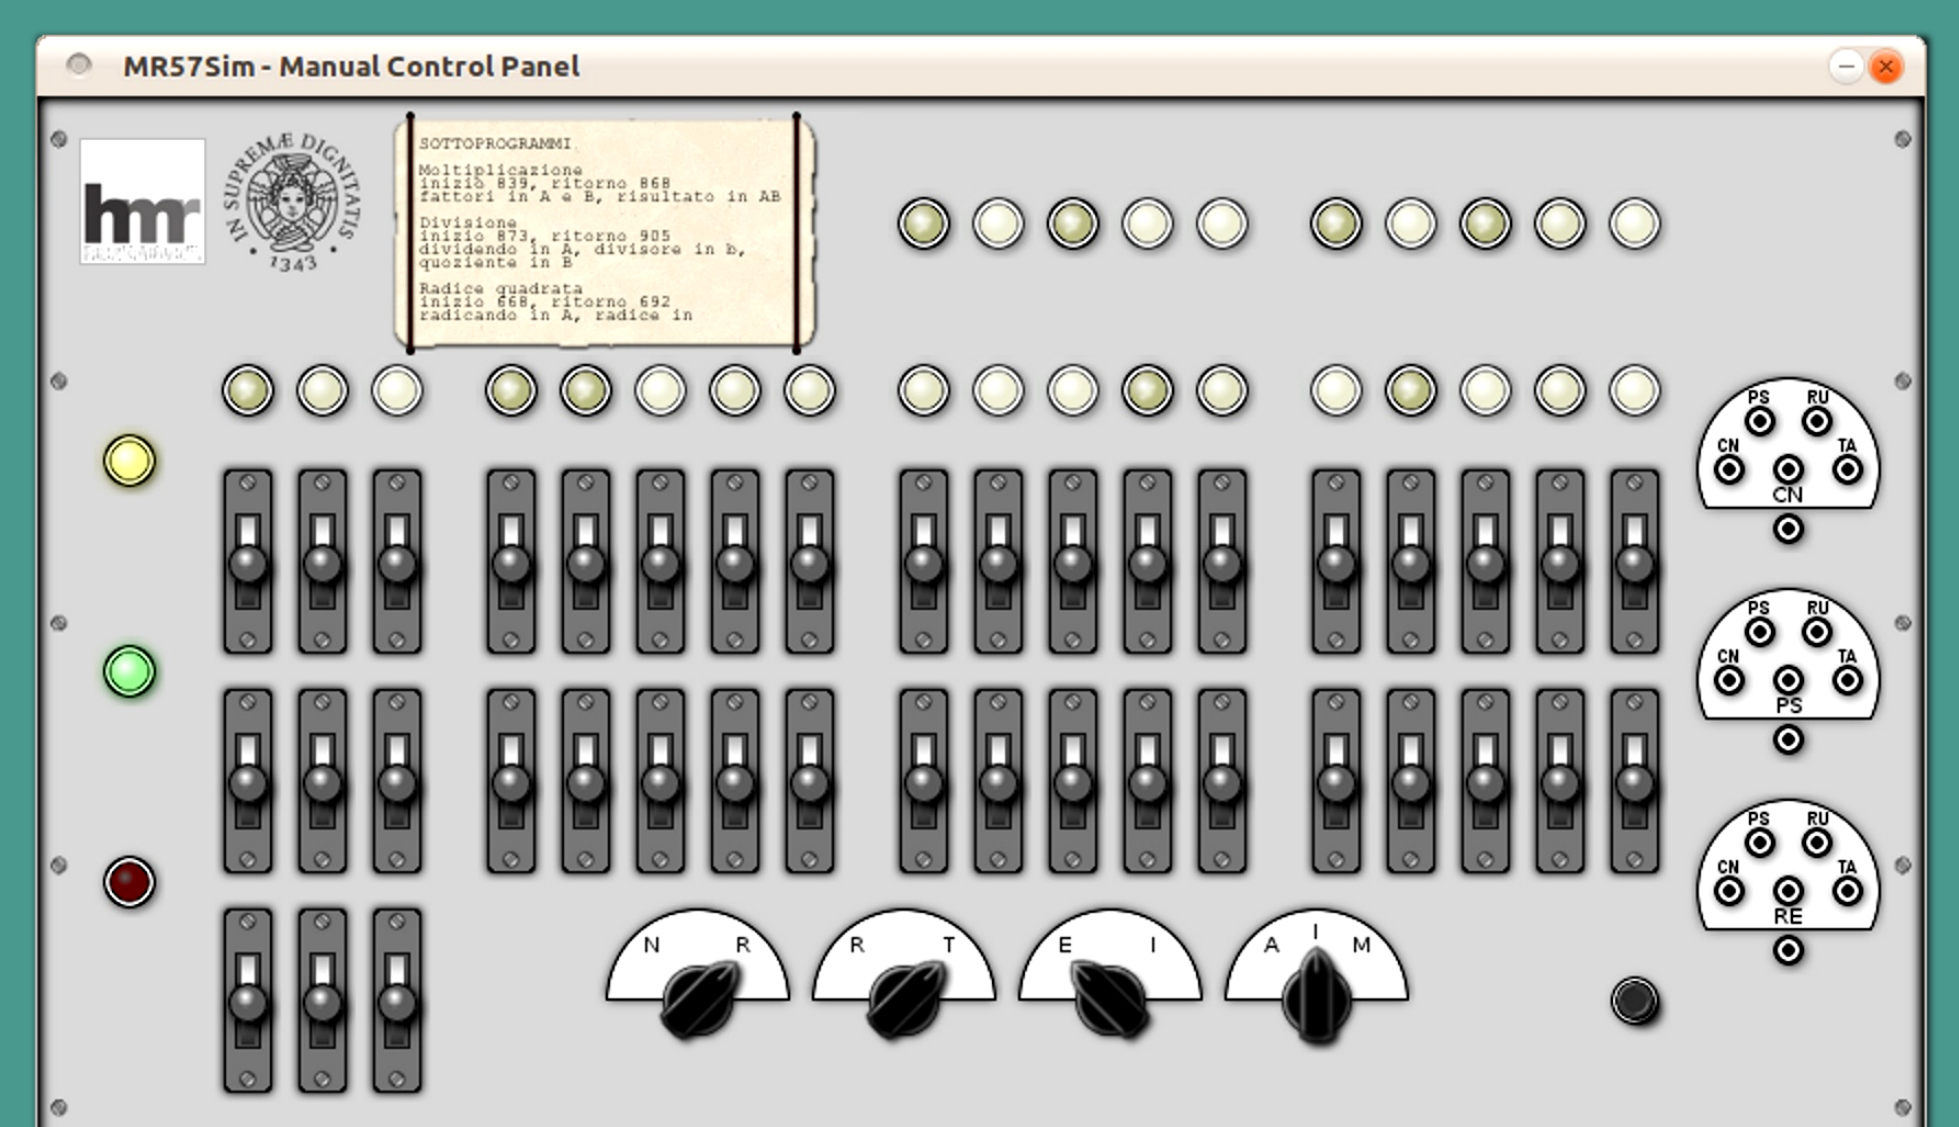 MR57Sim - Manual Control Panel
hmr
IN SUPREMÆ DIGNITATIS
• 1343 •
SOTTOPROGRAMMI
Moltiplicazione
inizio 839, ritorno 868
fattori in A e B, risultato in AB
Divisione
inizio 873, ritorno 905
dividendo in A, divisore in b,
quoziente in B
Radice quadrata
inizio 668, ritorno 692
radicando in A, radice in
PS RU
CN TA
CN
PS RU
CN TA
PS
PS RU
CN TA
RE
N R
R T
E I
A I M